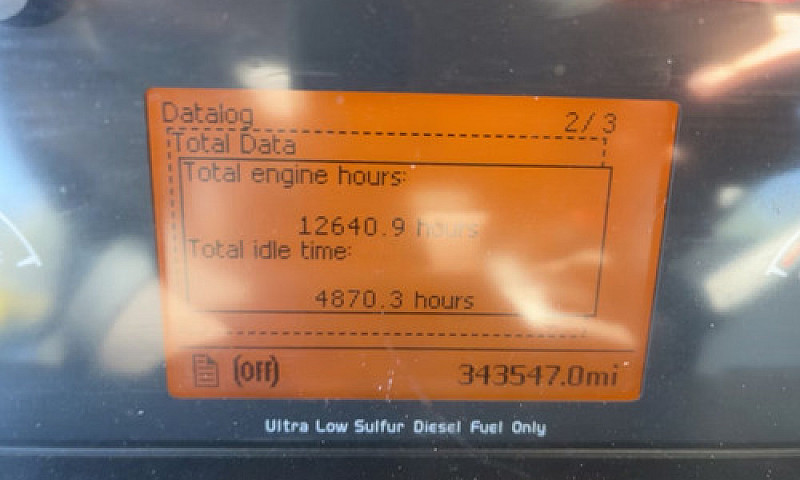 Datalog 2/3
Total Data
Total engine hours:
12640.9 hours
Total idle time:
4870.3 hours
(Off) 343547.0mi
Ultra Low Sulfur Diesel Fuel Only